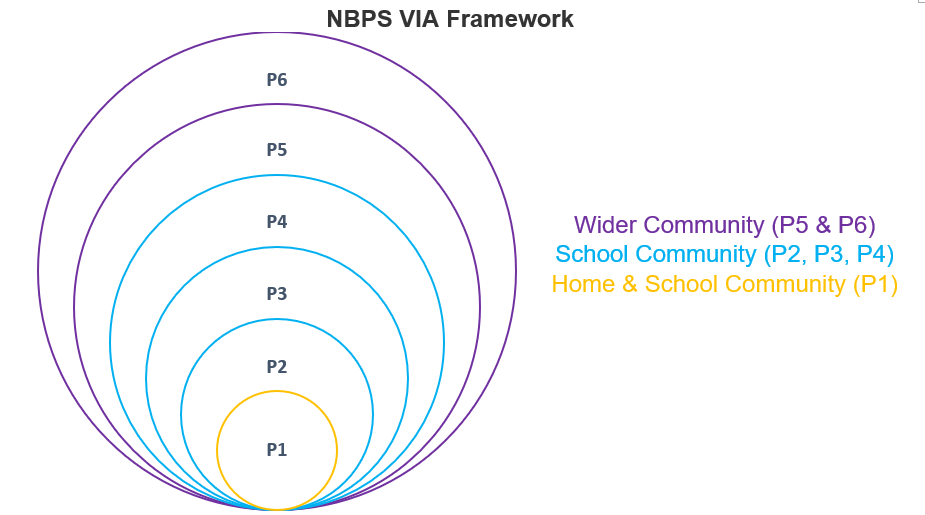 NBPS VIA Framework
P6
P5
P4
P3
P2
P1
Wider Community (P5 & P6)
School Community (P2, P3, P4)
Home & School Community (P1)